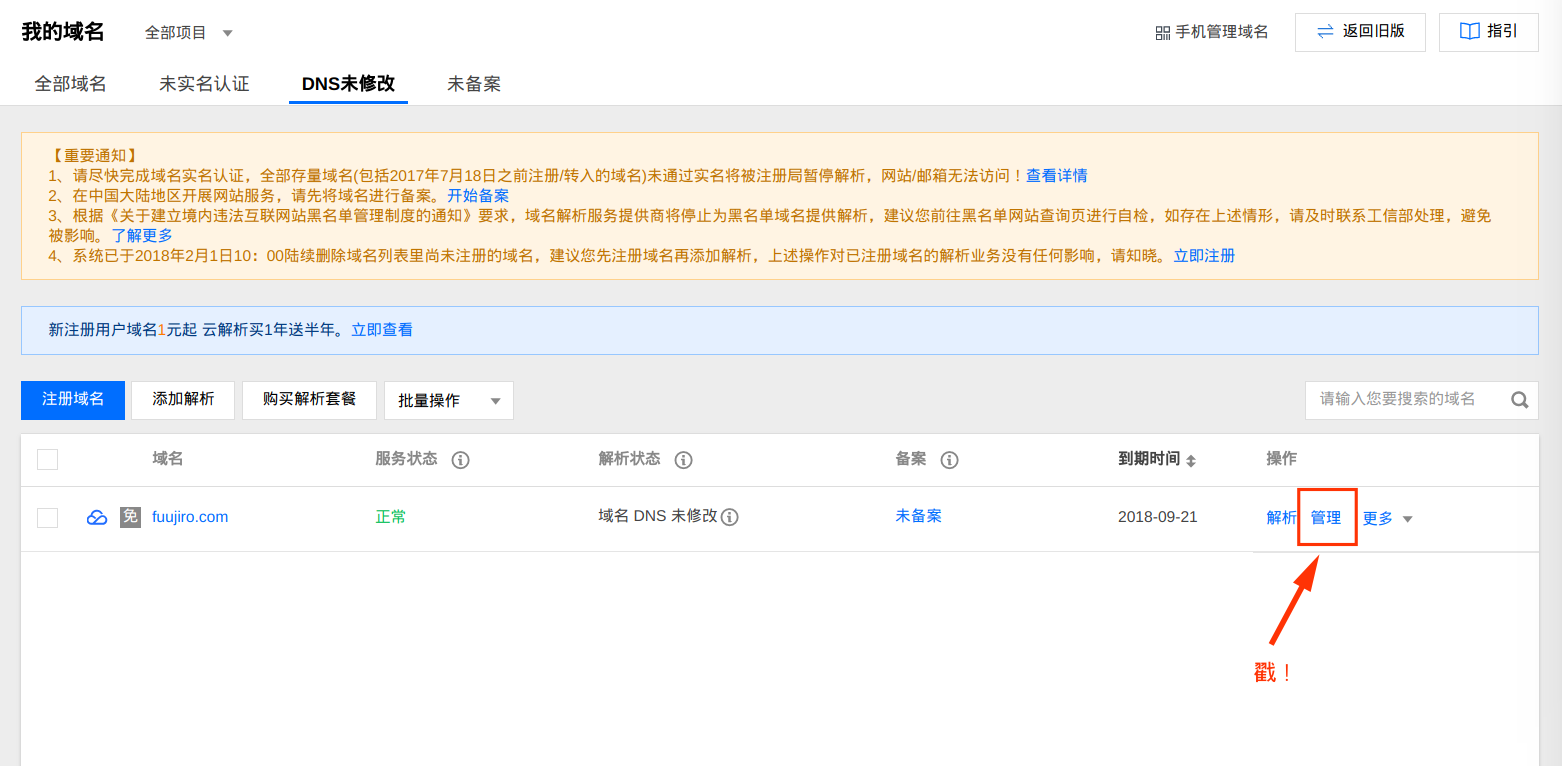 我的域名 全部项目 手机管理域名 返回旧版 指引
全部域名 未实名认证 DNS未修改 未备案
【重要通知】
1、请尽快完成域名实名认证，全部存量域名(包括2017年7月18日之前注册/转入的域名)未通过实名将被注册局暂停解析，网站/邮箱无法访问！查看详情
2、在中国大陆地区开展网站服务，请先将域名进行备案。开始备案
3、根据《关于建立境内违法互联网站黑名单管理制度的通知》要求，域名解析服务提供商将停止为黑名单域名提供解析，建议您前往黑名单网站查询页进行自检，如存在上述情形，请及时联系工信部处理，避免
被影响。了解更多
4、系统已于2018年2月1日10：00陆续删除域名列表里尚未注册的域名，建议您先注册域名再添加解析，上述操作对已注册域名的解析业务没有任何影响，请知晓。立即注册
新注册用户域名1元起 云解析买1年送半年。立即查看
注册域名 添加解析 购买解析套餐 批量操作 请输入您要搜索的域名
域名 服务状态 解析状态 备案 到期时间 操作
免 fuujiro.com 正常 域名 DNS 未修改 未备案 2018-09-21 解析 管理 更多
戳！